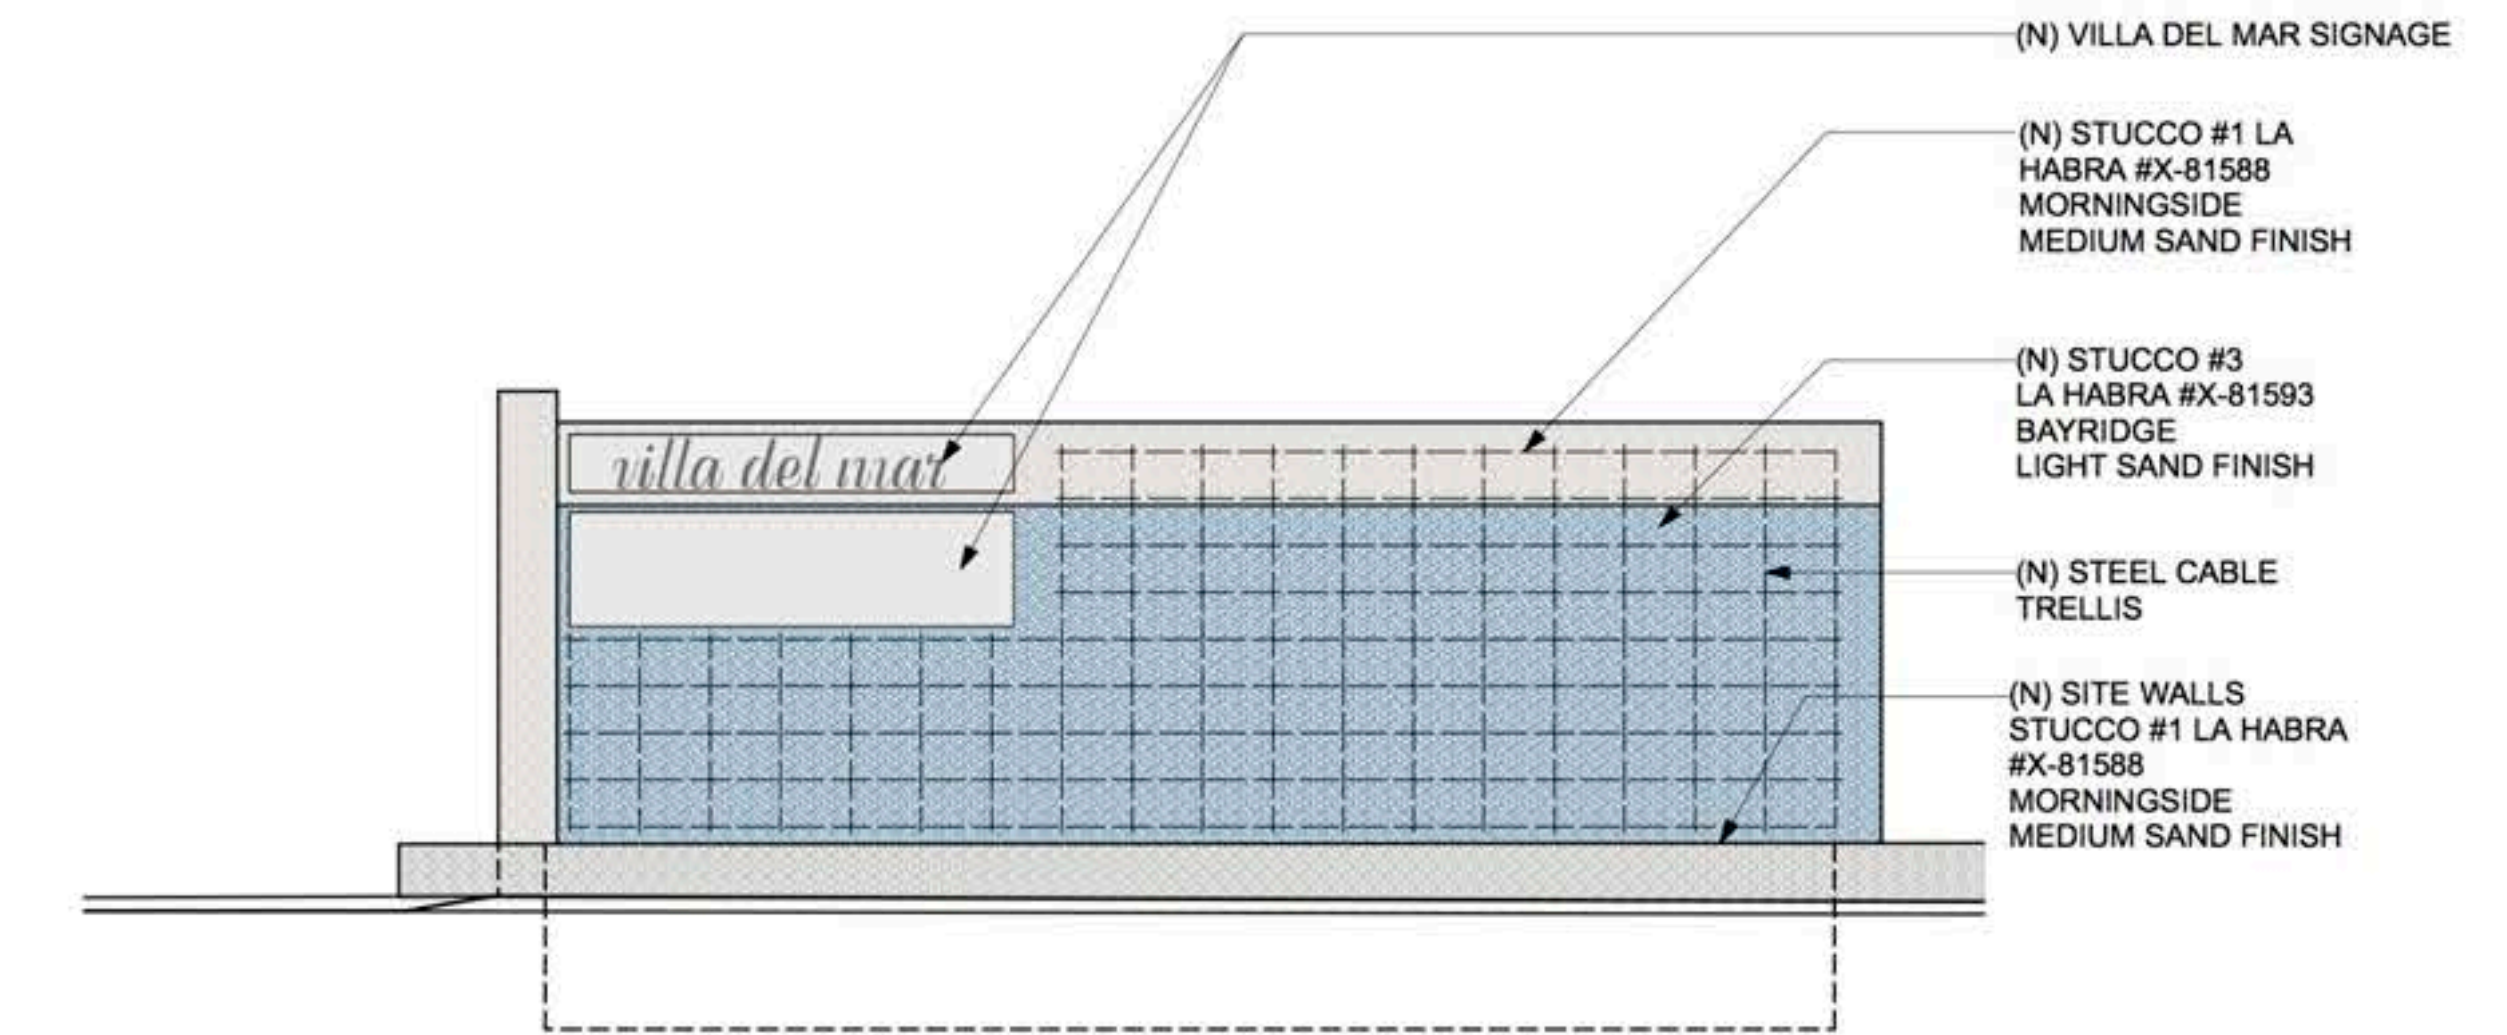 (N) VILLA DEL MAR SIGNAGE
(N) STUCCO #1 LA
HABRA #X-81588
MORNINGSIDE
MEDIUM SAND FINISH
(N) STUCCO #3
LA HABRA #X-81593
BAYRIDGE
LIGHT SAND FINISH
villa del mar
(N) STEEL CABLE
TRELLIS
(N) SITE WALLS
STUCCO #1 LA HABRA
#X-81588
MORNINGSIDE
MEDIUM SAND FINISH